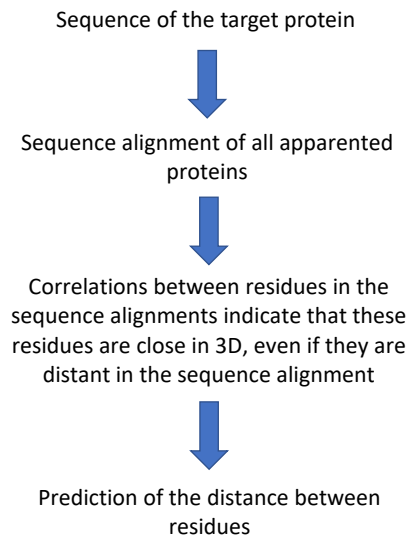 Sequence of the target protein
Sequence alignment of all apparented
proteins
Correlations between residues in the
sequence alignments indicate that these
residues are close in 3D, even if they are
distant in the sequence alignment
Prediction of the distance between
residues